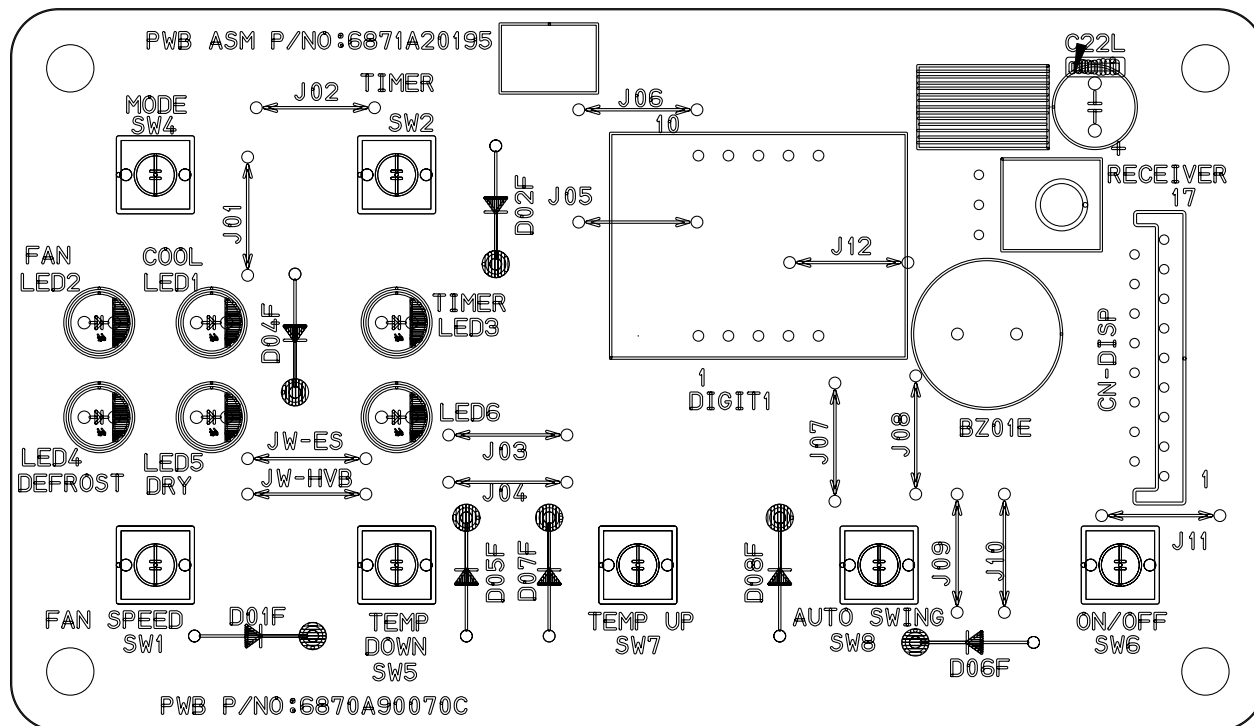 PWB ASM P/NO:6871A20195
C22L
TIMER
J02
J06
MODE
SW4
SW2
10
+
RECEIVER
17
D02F
J05
J01
J12
FAN
LED2
COOL
LED1
TIMER
LED3
D04F
CN-DISP
1
DIGIT1
BZ01E
LED6
J07
J08
LED4
DEFROST
LED5
DRY
JW-ES
JW-HVB
J03
J04
1
J11
D05F
D07F
D08F
J09
J10
FAN SPEED
SW1
D01F
TEMP
DOWN
SW5
TEMP UP
SW7
AUTO SWING
SW8
D06F
ON/OFF
SW6
PWB P/NO:6870A90070C